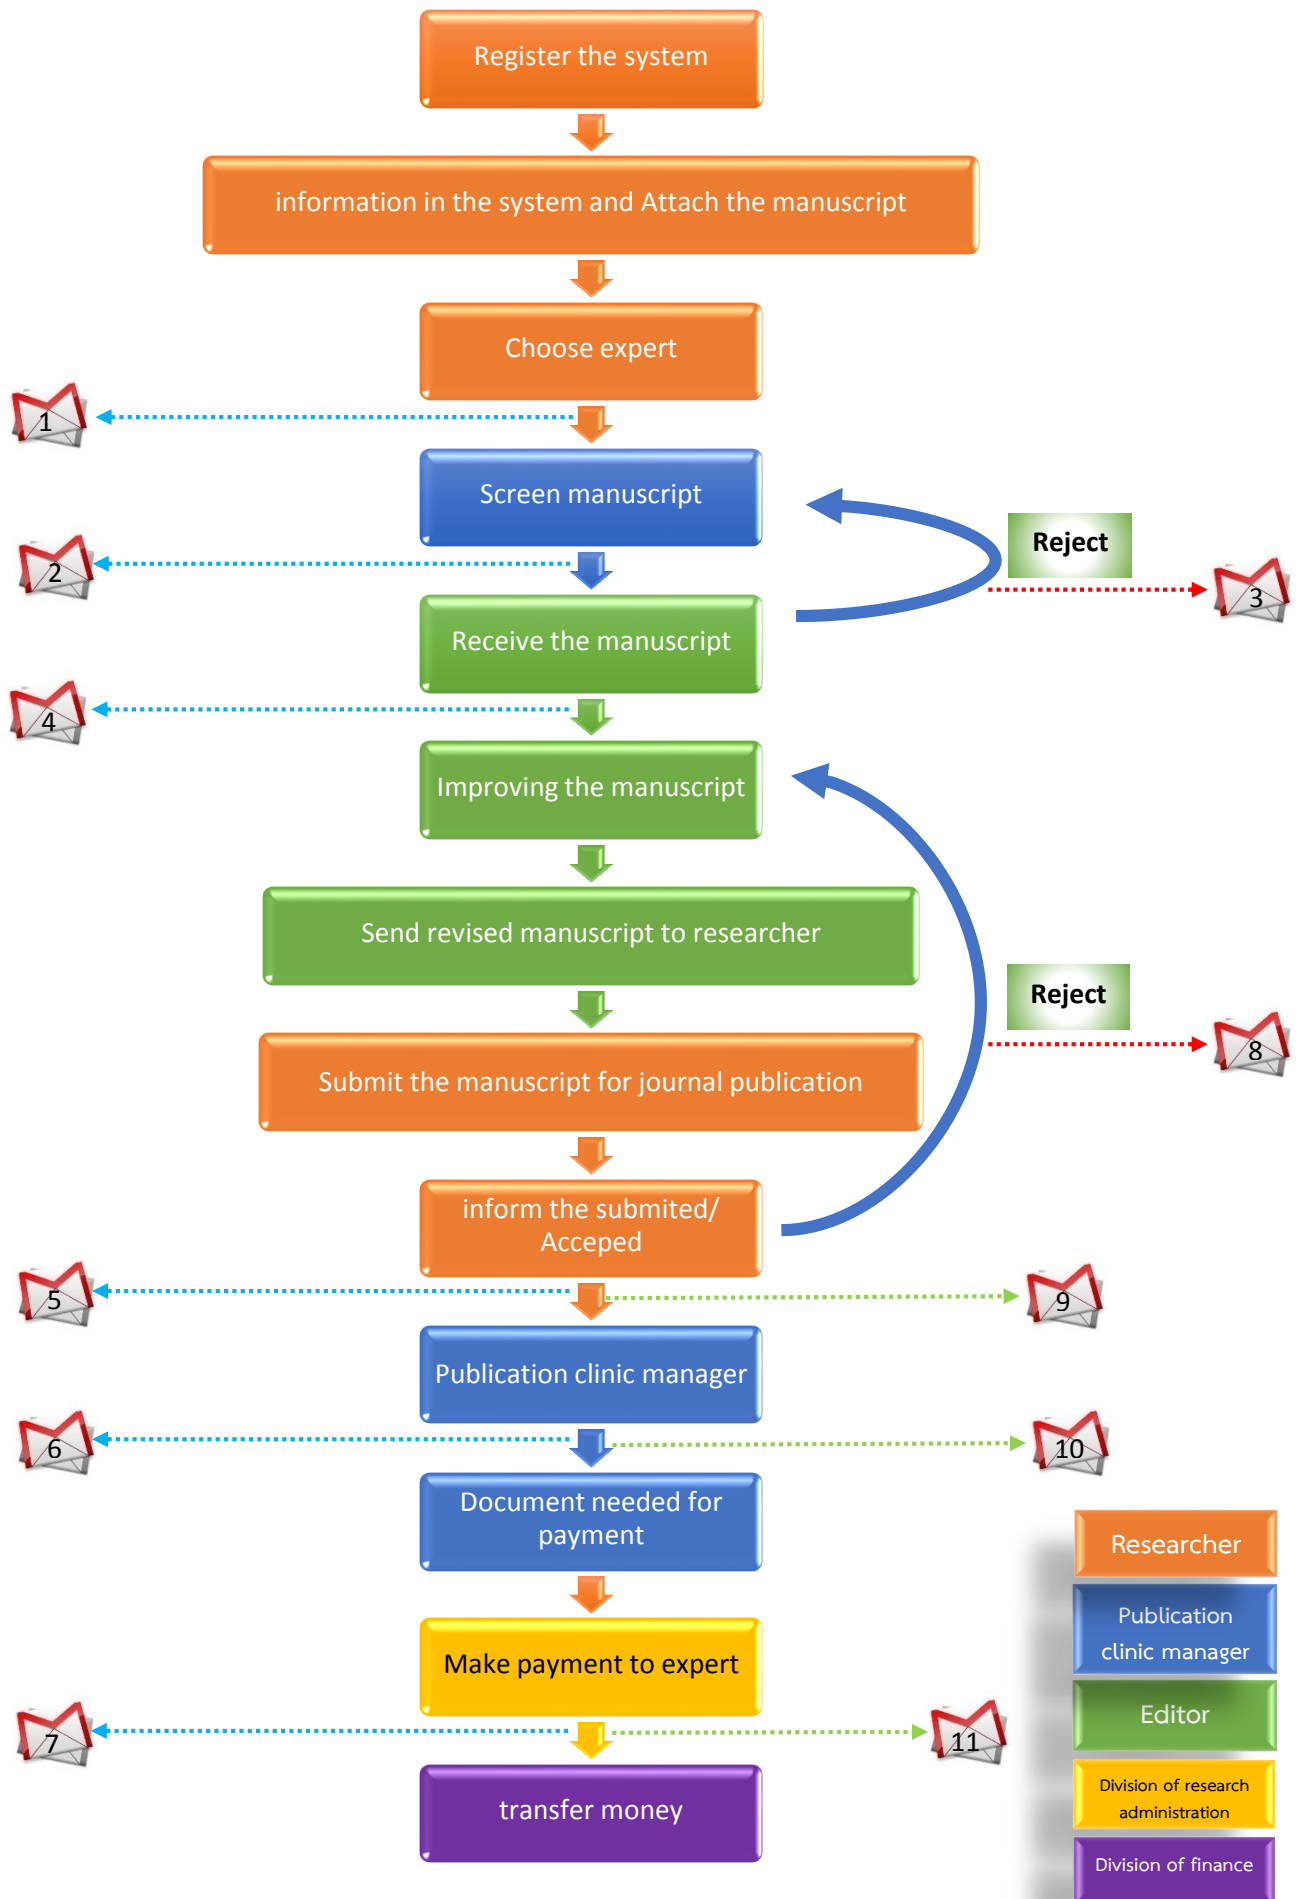 Register the system
information in the system and Attach the manuscript
Choose expert
1
Screen manuscript
Reject
2
3
Receive the manuscript
4
Improving the manuscript
Send revised manuscript to researcher
Reject
8
Submit the manuscript for journal publication
inform the submited/
Acceped
5
9
Publication clinic manager
6
10
Document needed for
payment
Make payment to expert
7
11
transfer money
Researcher
Publication
clinic manager
Editor
Division of research
administration
Division of finance